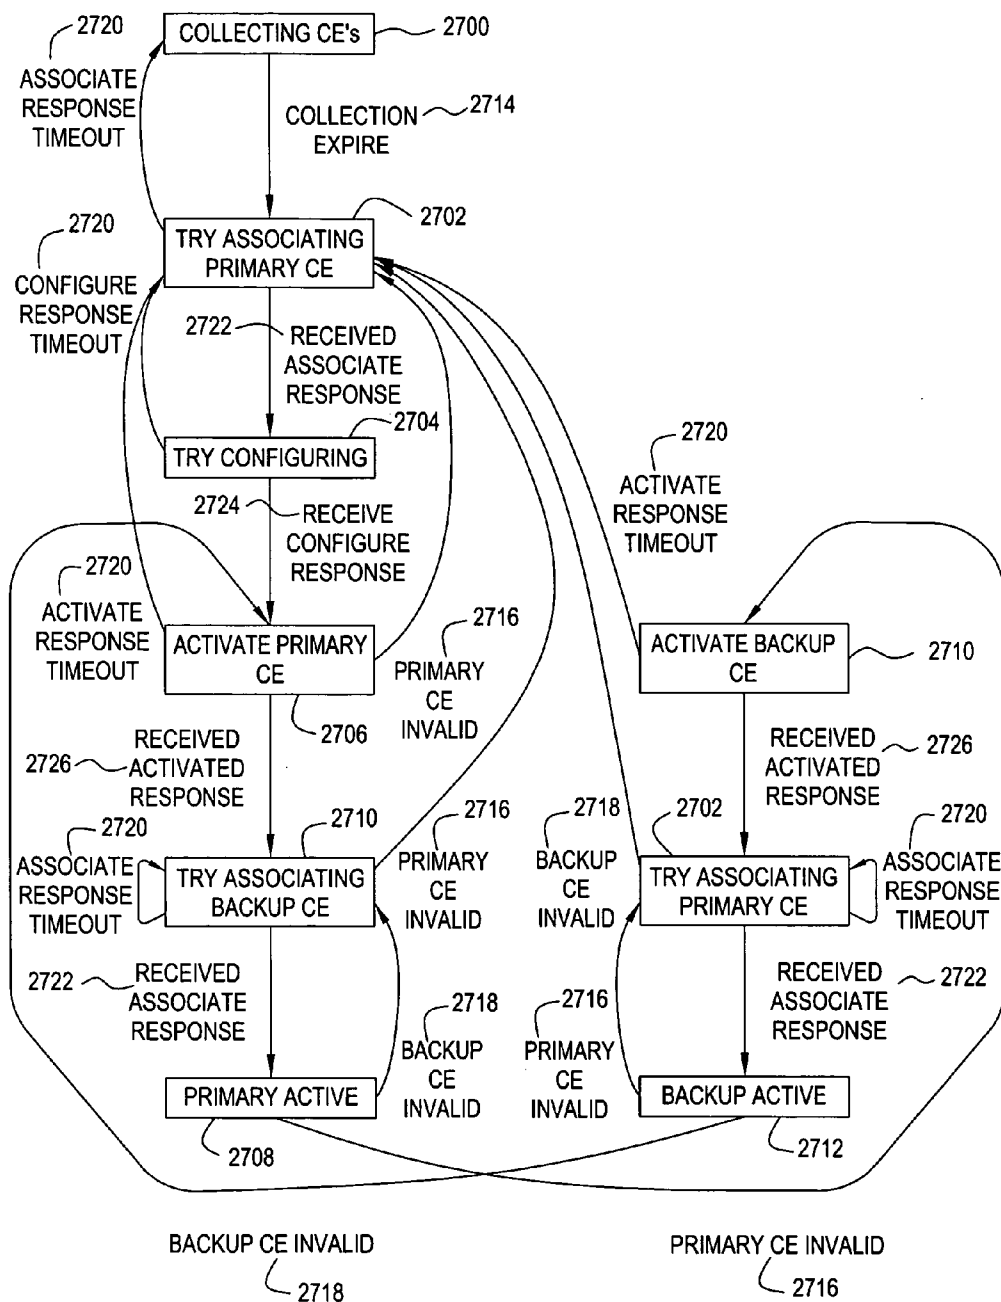 2720
ASSOCIATE
RESPONSE
TIMEOUT
COLLECTING CE's
2700
COLLECTION
EXPIRE
2714
2720
CONFIGURE
RESPONSE
TIMEOUT
TRY ASSOCIATING
PRIMARY CE
2702
2722
RECEIVED
ASSOCIATE
RESPONSE
TRY CONFIGURING
2704
2724
RECEIVE
CONFIGURE
RESPONSE
2720
ACTIVATE
RESPONSE
TIMEOUT
2720
ACTIVATE
RESPONSE
TIMEOUT
ACTIVATE PRIMARY
CE
2706
2716
PRIMARY
CE
INVALID
ACTIVATE BACKUP
CE
2710
2726
RECEIVED
ACTIVATED
RESPONSE
RECEIVED
ACTIVATED
RESPONSE
2726
2720
ASSOCIATE
RESPONSE
TIMEOUT
TRY ASSOCIATING
BACKUP CE
2710
2716
PRIMARY
CE
INVALID
2718
BACKUP
CE
INVALID
2702
TRY ASSOCIATING
PRIMARY CE
2720
ASSOCIATE
RESPONSE
TIMEOUT
2722
RECEIVED
ASSOCIATE
RESPONSE
2718
BACKUP
CE
INVALID
2716
PRIMARY
CE
INVALID
RECEIVED
ASSOCIATE
RESPONSE
2722
PRIMARY ACTIVE
2708
BACKUP ACTIVE
2712
BACKUP CE INVALID
2718
PRIMARY CE INVALID
2716